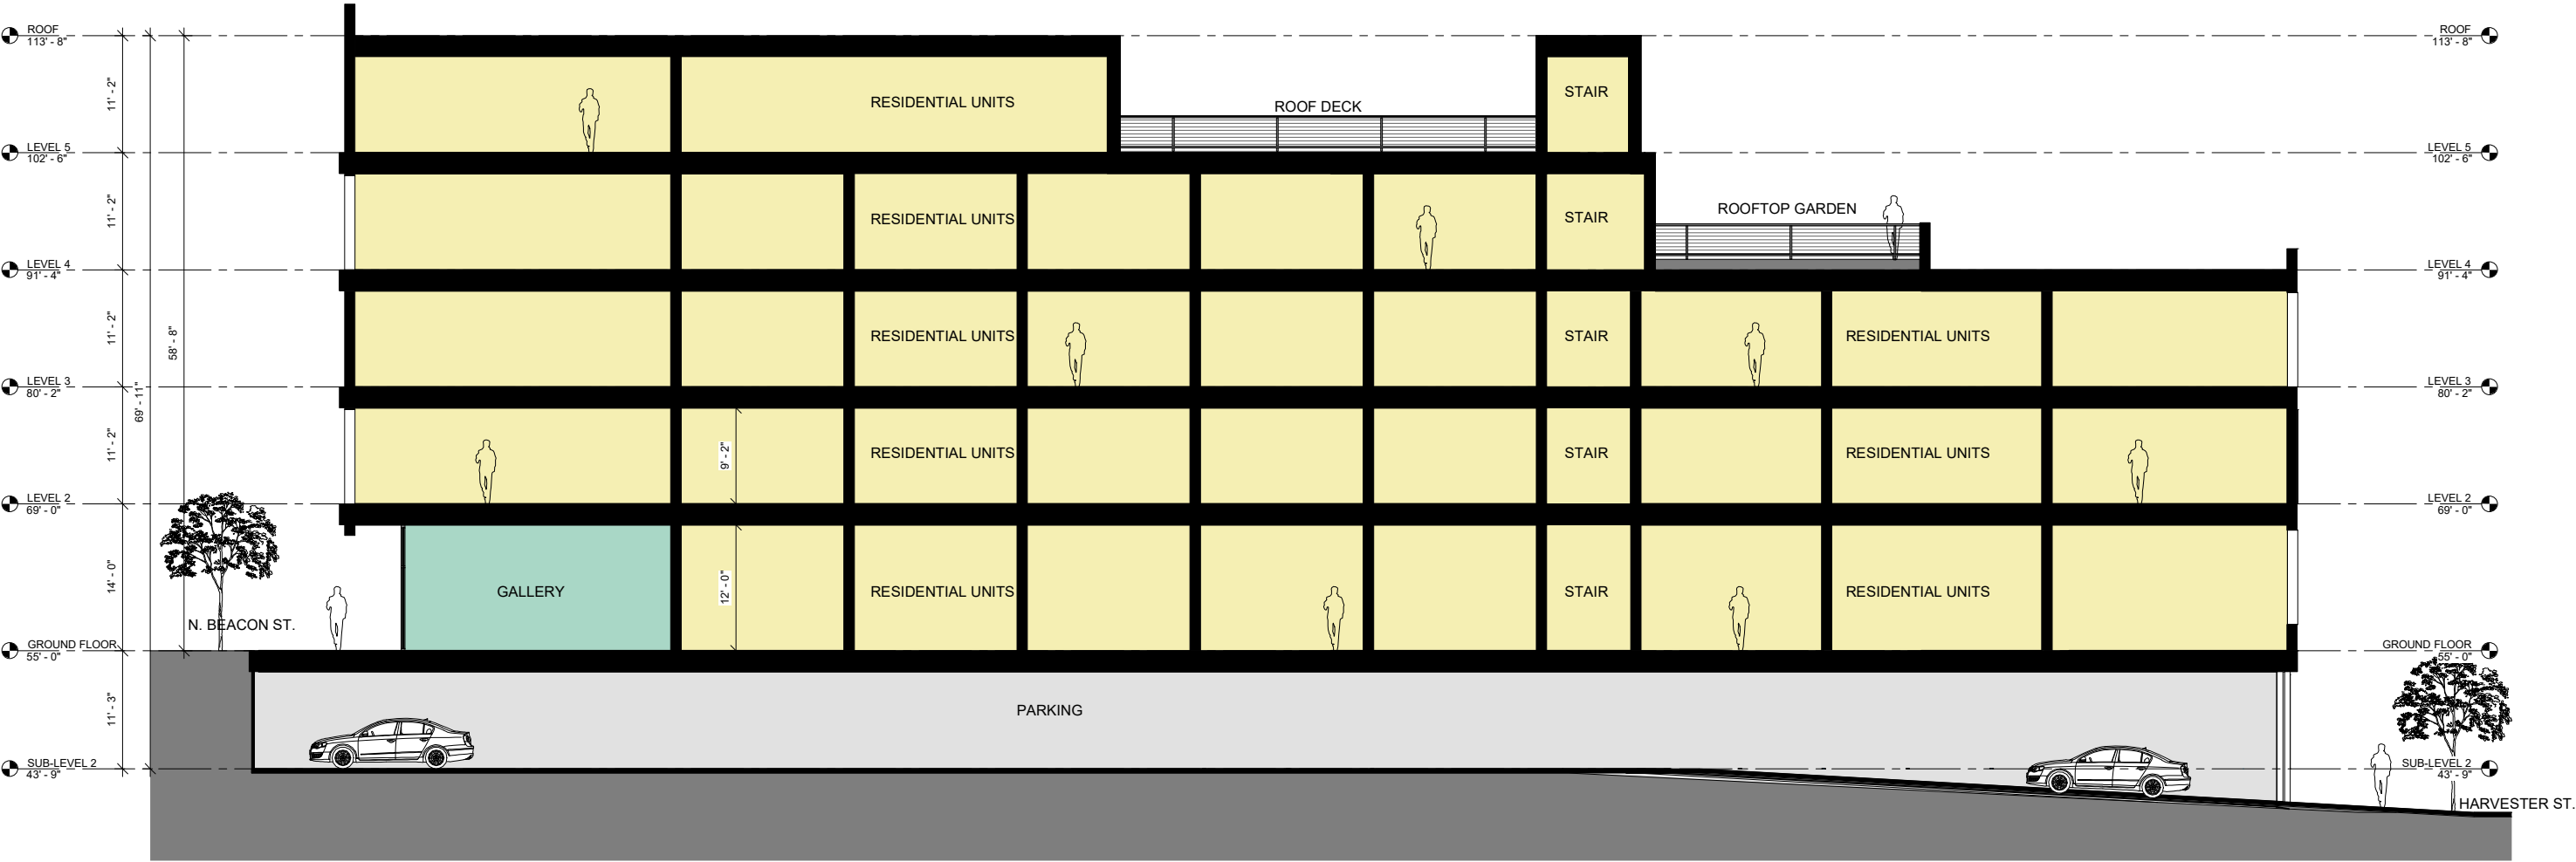 ROOF
113' - 8"
ROOF
113' - 8"
11' - 2"
RESIDENTIAL UNITS
STAIR
ROOF DECK
LEVEL 5
102' - 6"
LEVEL 5
102' - 6"
11' - 2"
RESIDENTIAL UNITS
STAIR
ROOFTOP GARDEN
LEVEL 4
91' - 4"
LEVEL 4
91' - 4"
11' - 2"
58' - 8"
RESIDENTIAL UNITS
STAIR
RESIDENTIAL UNITS
LEVEL 3
80' - 2"
LEVEL 3
80' - 2"
69' - 11"
11' - 2"
9' - 2"
RESIDENTIAL UNITS
STAIR
RESIDENTIAL UNITS
LEVEL 2
69' - 0"
LEVEL 2
69' - 0"
14' - 0"
GALLERY
12' - 0"
RESIDENTIAL UNITS
STAIR
RESIDENTIAL UNITS
N. BEACON ST.
GROUND FLOOR
55' - 0"
GROUND FLOOR
55' - 0"
11' - 3"
PARKING
SUB-LEVEL 2
43' - 9"
SUB-LEVEL 2
43' - 9"
HARVESTER ST.